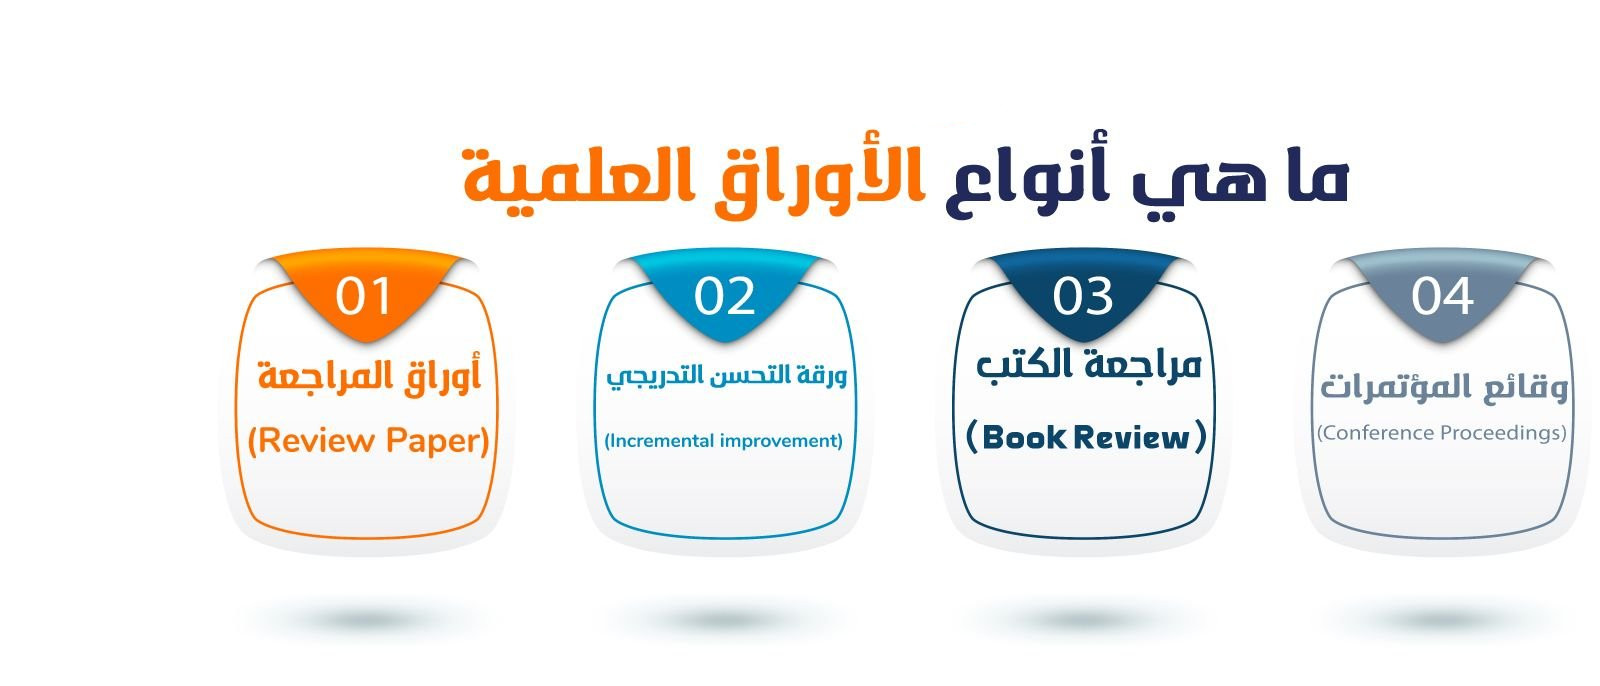 ما هي أنواع الأوراق العلمية
01
أوراق المراجعة
(Review Paper)
02
ورقة التحسن التدريجي
(Incremental improvement)
03
مراجعة الكتب
(Book Review)
04
وقائع المؤتمرات
(Conference Proceedings)